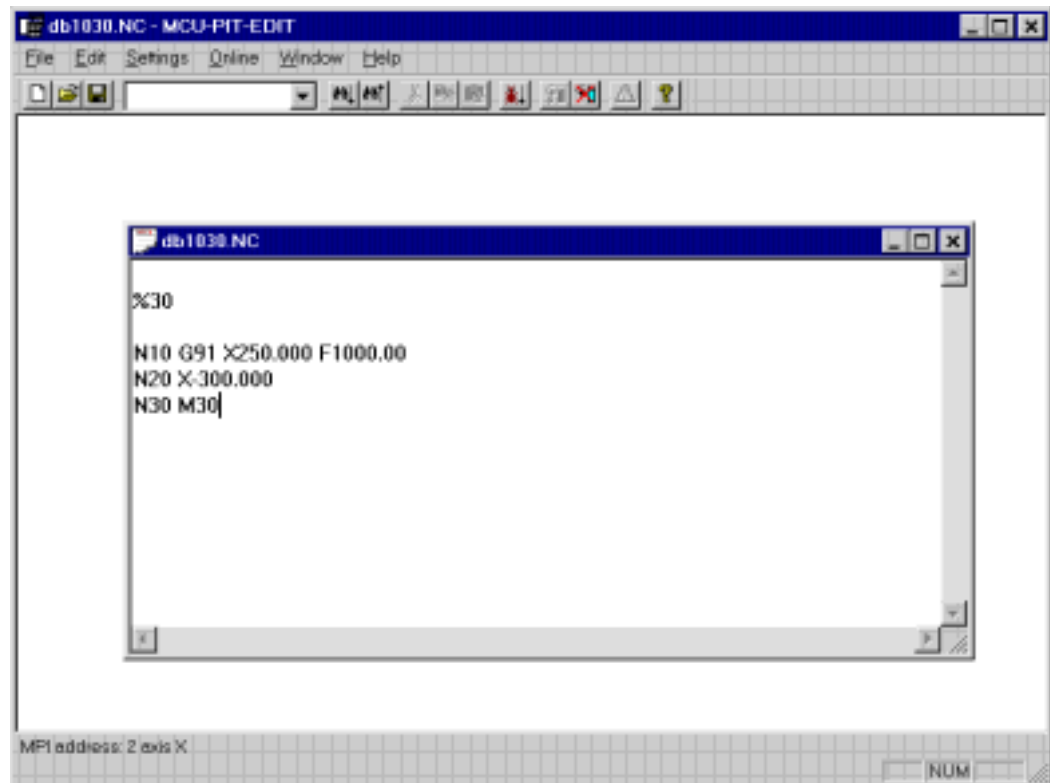 db1030.NC - MCU-PIT-EDIT
File Edit Settings Online Window Help
db1030.NC
%30
N10 G91 X250.000 F1000.00
N20 X-300.000
N30 M30
MPI address: 2 axis X
NUM